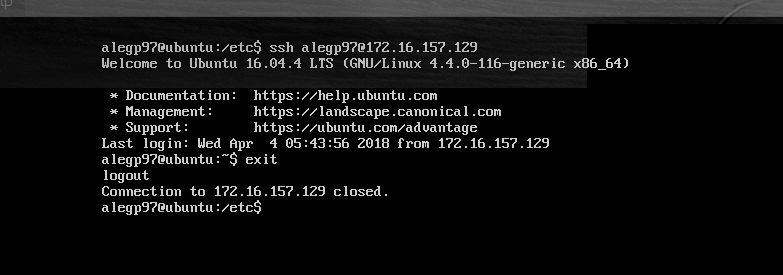 alegp97@ubuntu:/etc$ ssh alegp97@172.16.157.129
Welcome to Ubuntu 16.04.4 LTS (GNU/Linux 4.4.0-116-generic x86_64)
* Documentation: https://help.ubuntu.com
* Management: https://landscape.canonical.com
* Support: https://ubuntu.com/advantage
Last login: Wed Apr 4 05:43:56 2018 from 172.16.157.129
alegp97@ubuntu:~$ exit
logout
Connection to 172.16.157.129 closed.
alegp97@ubuntu:/etc$